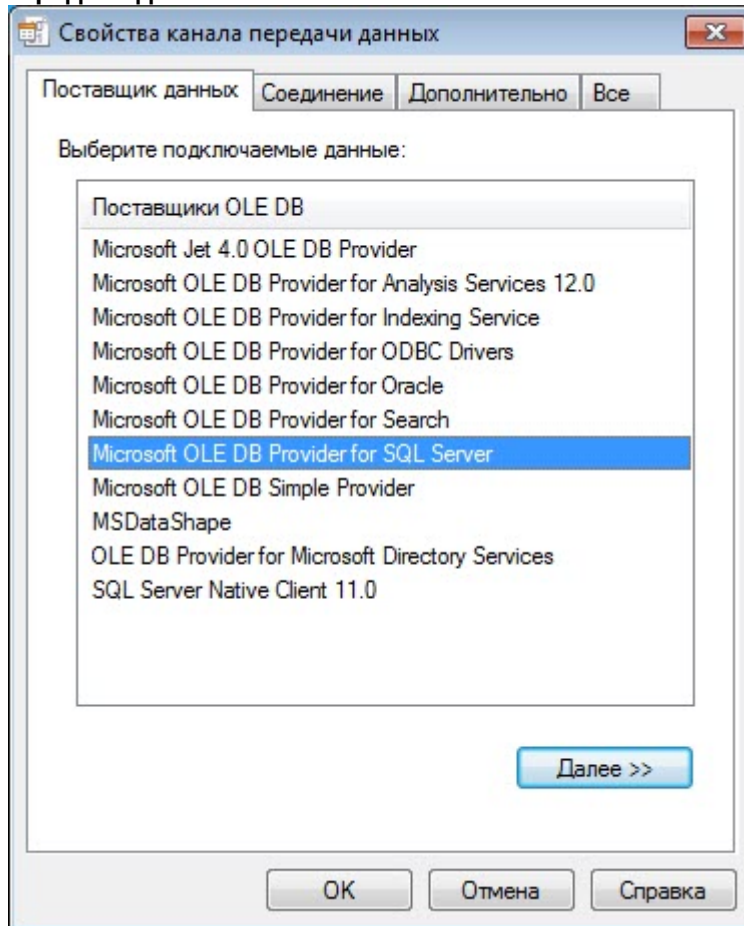 Свойства канала передачи данных
Поставщик данных Соединение Дополнительно Все
Выберите подключаемые данные:
Поставщики OLE DB
Microsoft Jet 4.0 OLE DB Provider
Microsoft OLE DB Provider for Analysis Services 12.0
Microsoft OLE DB Provider for Indexing Service
Microsoft OLE DB Provider for ODBC Drivers
Microsoft OLE DB Provider for Oracle
Microsoft OLE DB Provider for Search
Microsoft OLE DB Provider for SQL Server
Microsoft OLE DB Simple Provider
MSDataShape
OLE DB Provider for Microsoft Directory Services
SQL Server Native Client 11.0
Далее >>
OK Отмена Справка